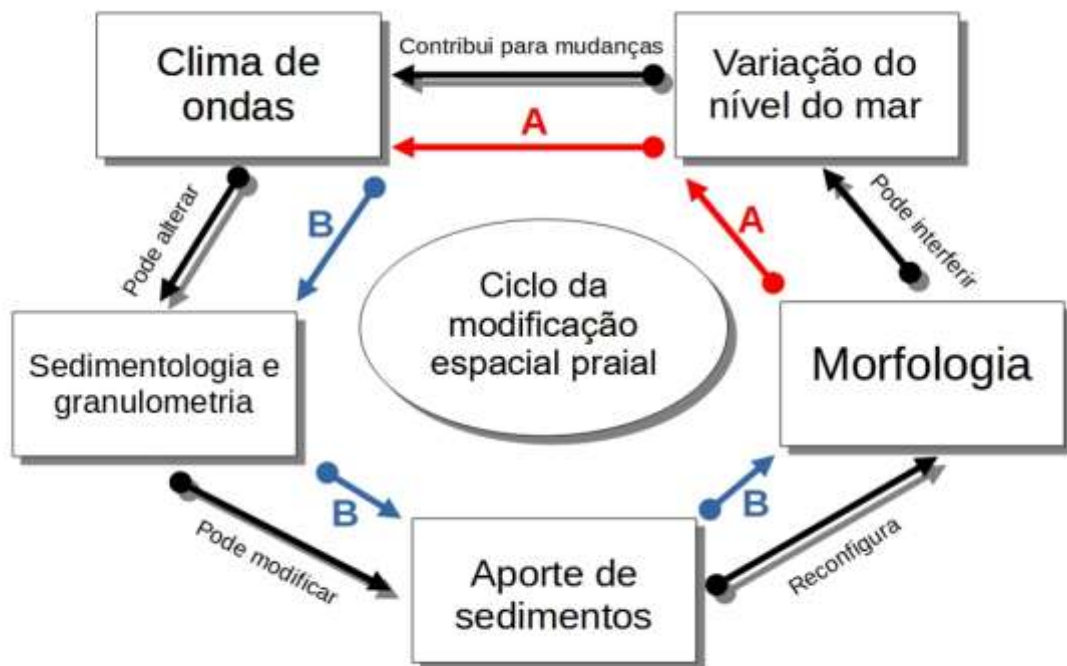 Clima de
ondas
Contribui para mudanças
Variação do
nível do mar
A
A
B
Pode alterar
Pode interferir
Ciclo da
modificação
espacial praial
Sedimentologia e
granulometria
Morfologia
B
B
Pode modificar
Reconfigura
Aporte de
sedimentos